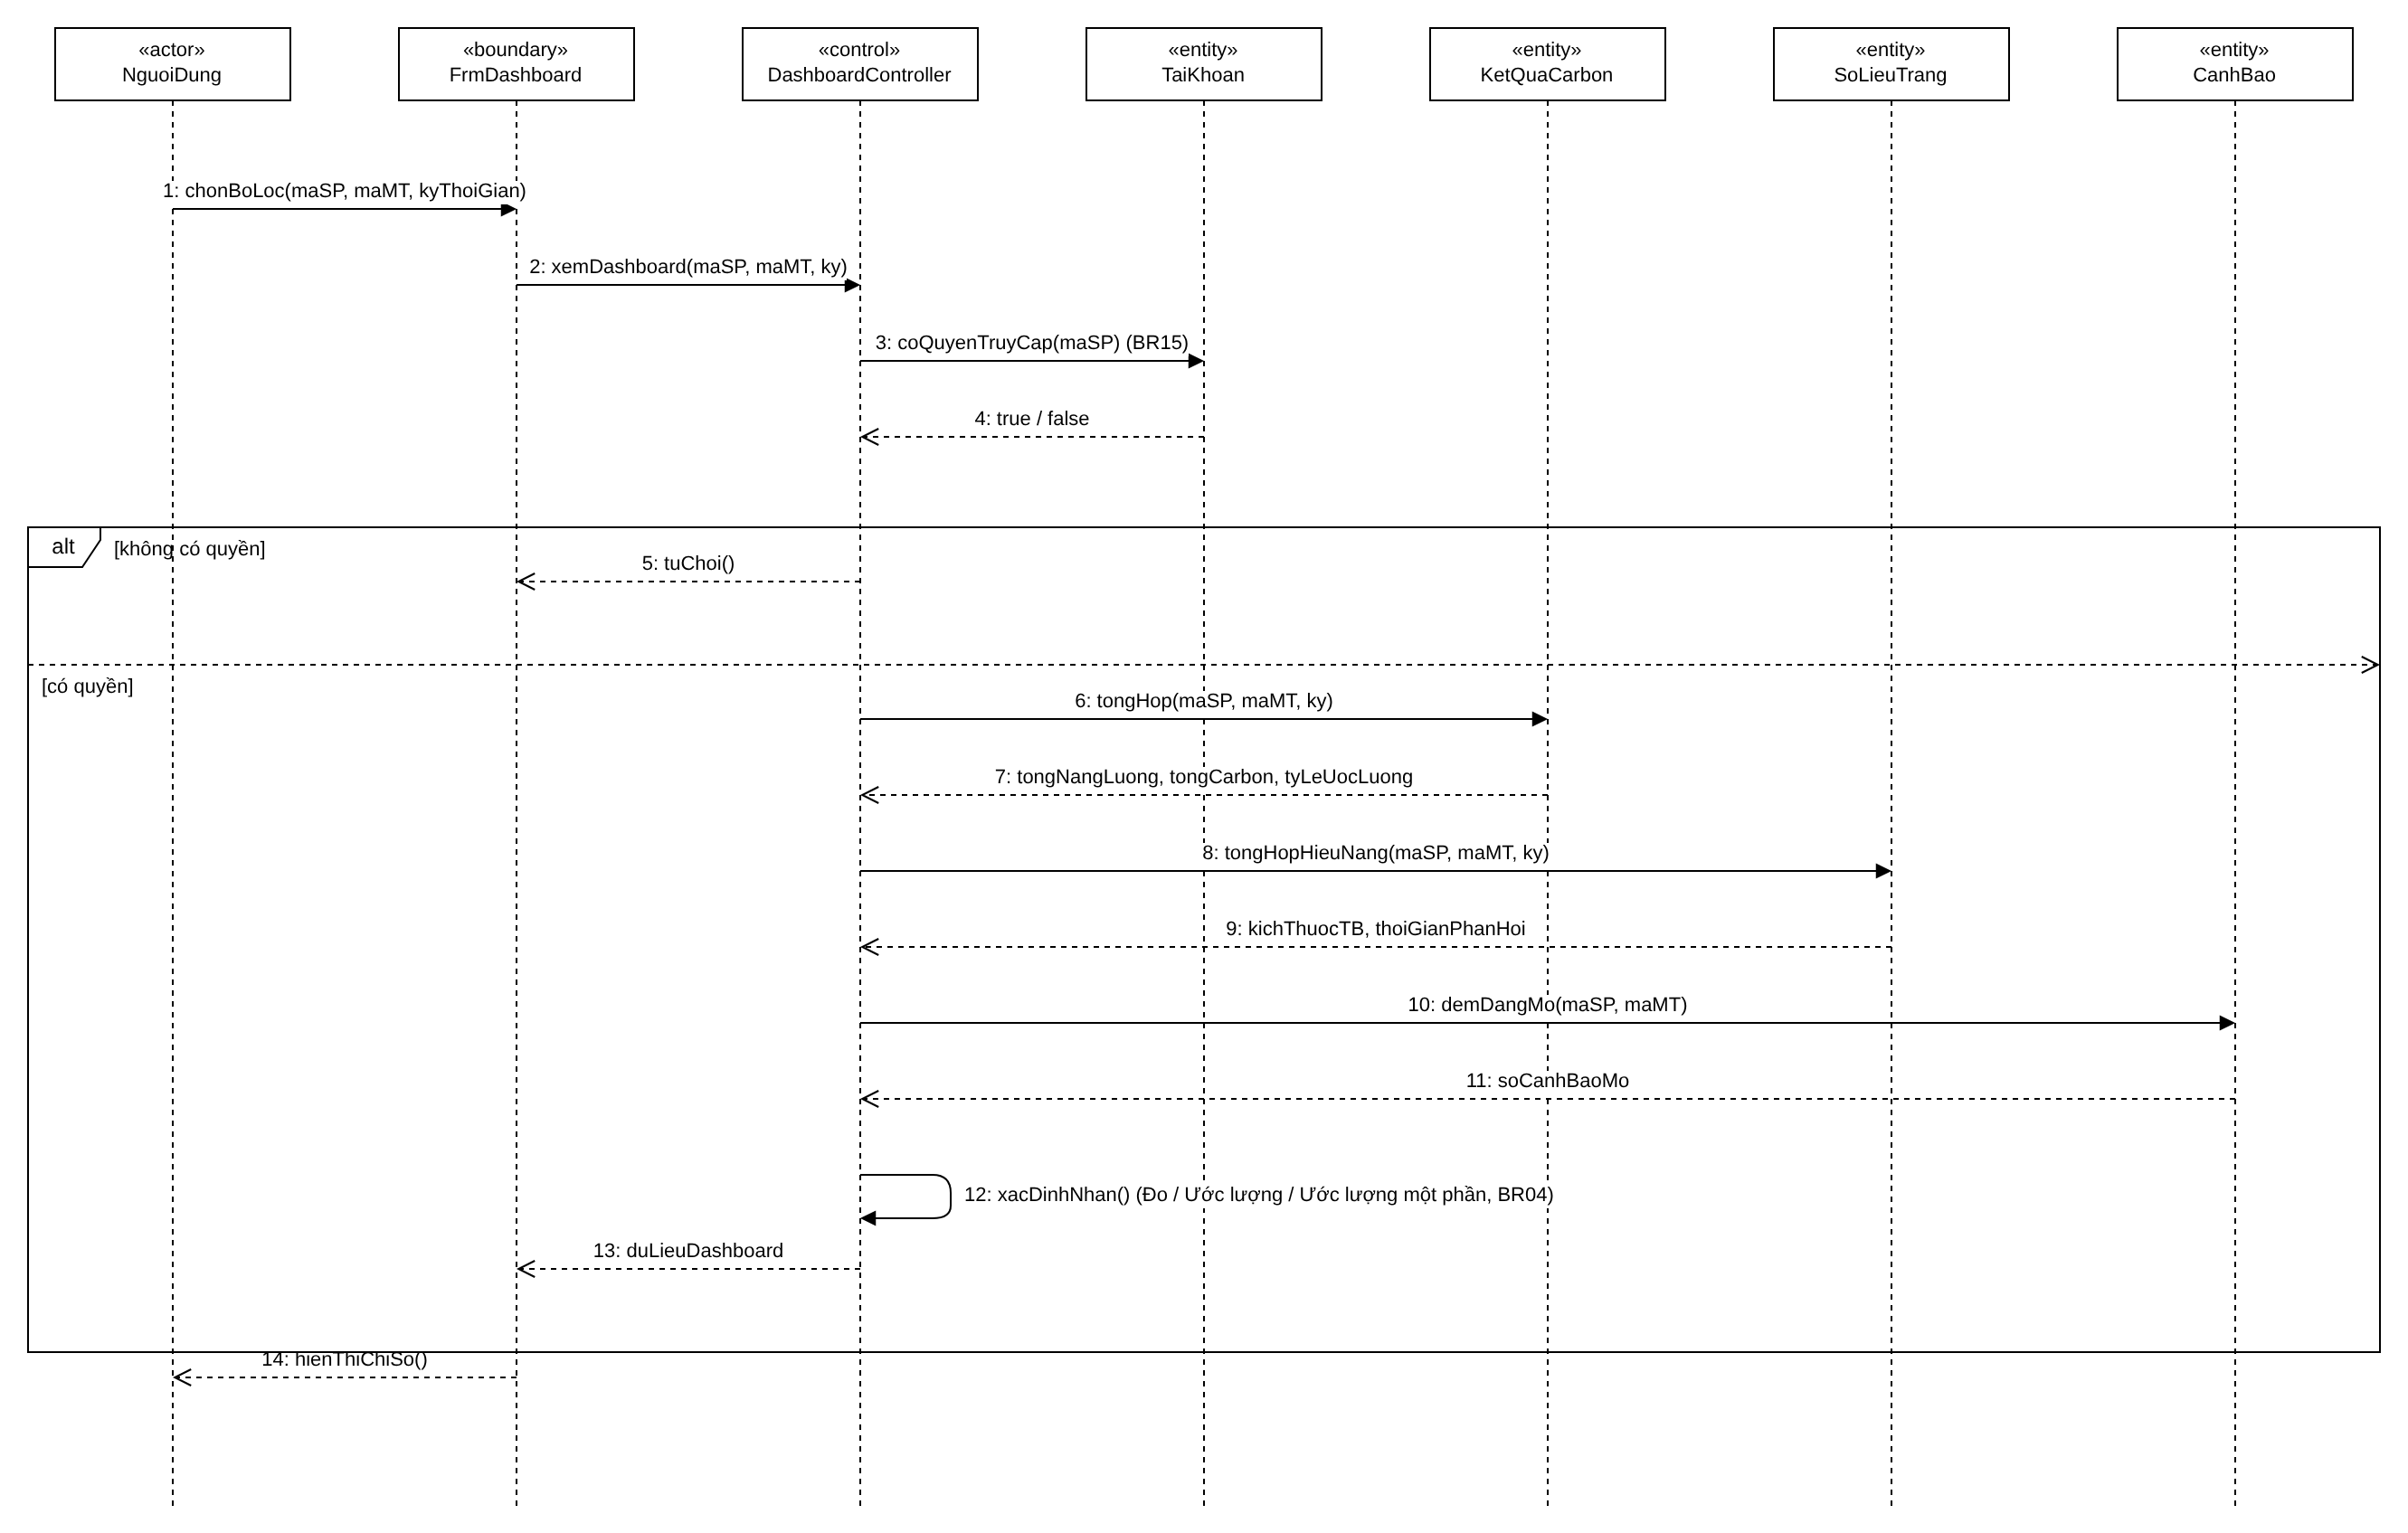 «actor»
NguoiDung
«boundary»
FrmDashboard
«control»
DashboardController
«entity»
TaiKhoan
«entity»
KetQuaCarbon
«entity»
SoLieuTrang
«entity»
CanhBao
1: chonBoLoc(maSP, maMT, kyThoiGian)
2: xemDashboard(maSP, maMT, ky)
3: coQuyenTruyCap(maSP) (BR15)
4: true / false
alt
[không có quyền]
5: tuChoi()
[có quyền]
6: tongHop(maSP, maMT, ky)
7: tongNangLuong, tongCarbon, tyLeUocLuong
8: tongHopHieuNang(maSP, maMT, ky)
9: kichThuocTB, thoiGianPhanHoi
10: demDangMo(maSP, maMT)
11: soCanhBaoMo
12: xacDinhNhan() (Đo / Ước lượng / Ước lượng một phần, BR04)
13: duLieuDashboard
14: hienThiChiSo()